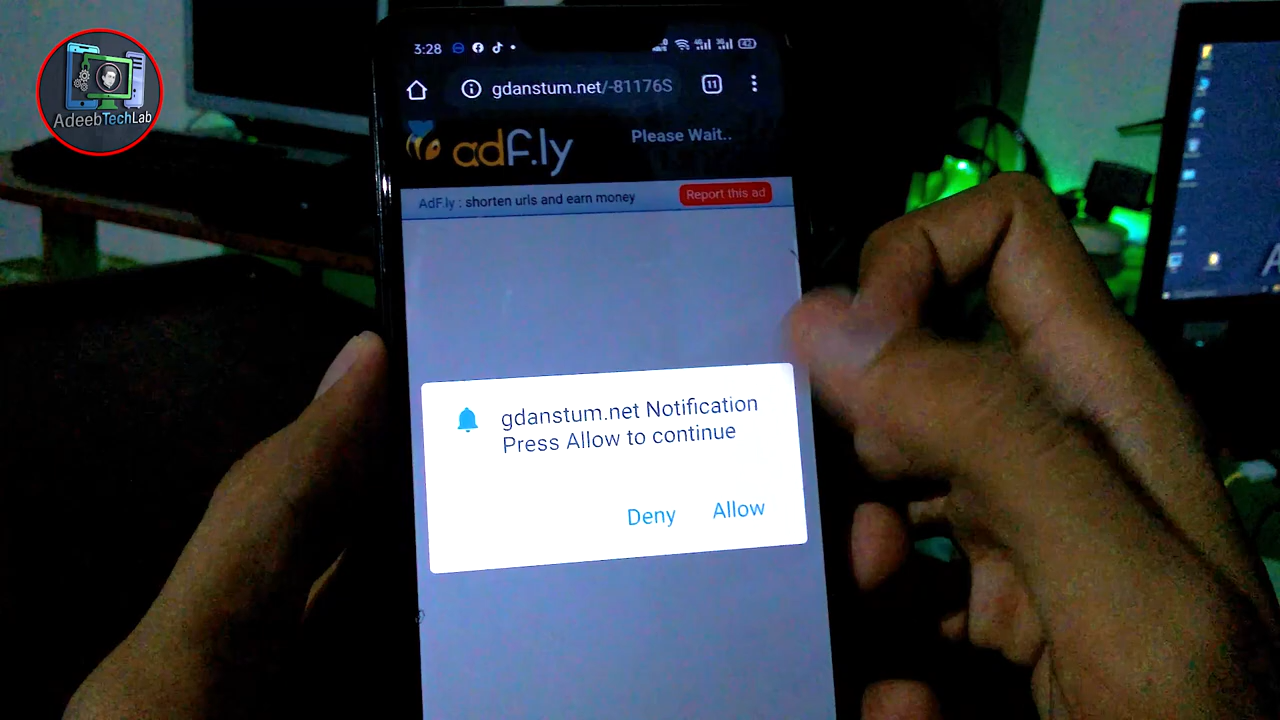 AdeebTechLab
3:28
42
gdanstum.net/-81176S
11
adf.ly
Please Wait..
AdF.ly : shorten urls and earn money
Report this ad
gdanstum.net Notification
Press Allow to continue
Deny
Allow